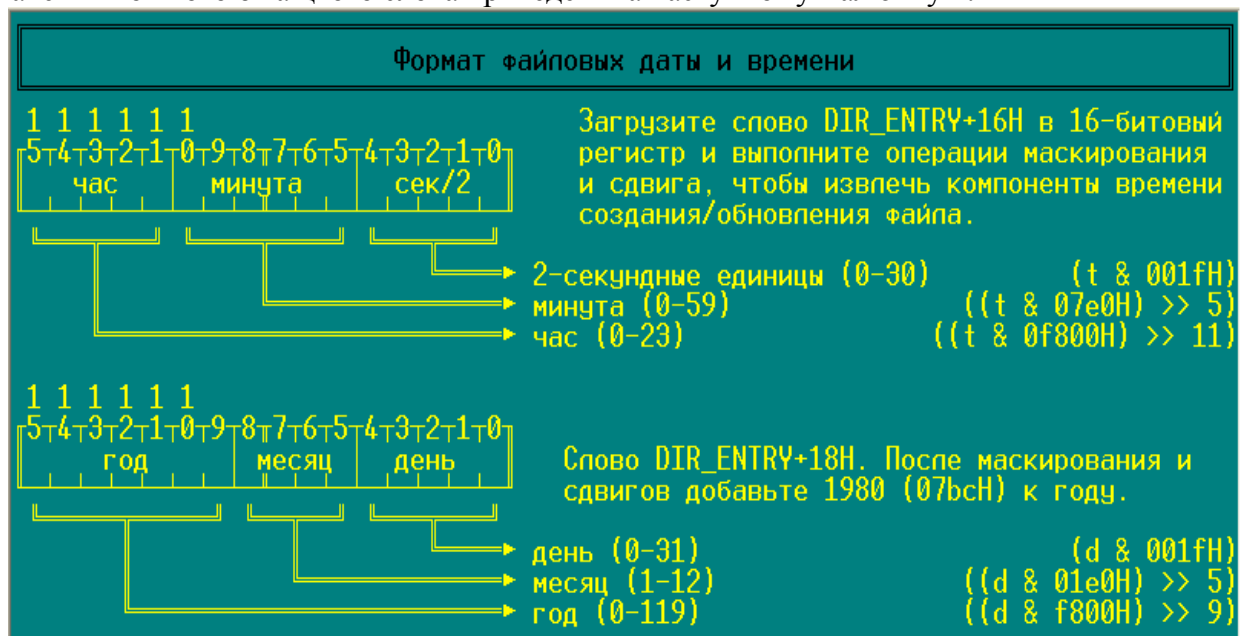 Формат файловых даты и времени
1 1 1 1 1 1
5 4 3 2 1 0 9 8 7 6 5 4 3 2 1 0
час минута сек/2
Загрузите слово DIR_ENTRY+16H в 16-битовый
регистр и выполните операции маскирования
и сдвига, чтобы извлечь компоненты времени
создания/обновления файла.
2-секундные единицы (0-30) (t & 001fH)
минута (0-59) ((t & 07e0H) >> 5)
час (0-23) ((t & 0f800H) >> 11)
1 1 1 1 1 1
5 4 3 2 1 0 9 8 7 6 5 4 3 2 1 0
год месяц день
Слово DIR_ENTRY+18H. После маскирования и
сдвигов добавьте 1980 (07bcH) к году.
день (0-31) (d & 001fH)
месяц (1-12) ((d & 01e0H) >> 5)
год (0-119) ((d & f800H) >> 9)